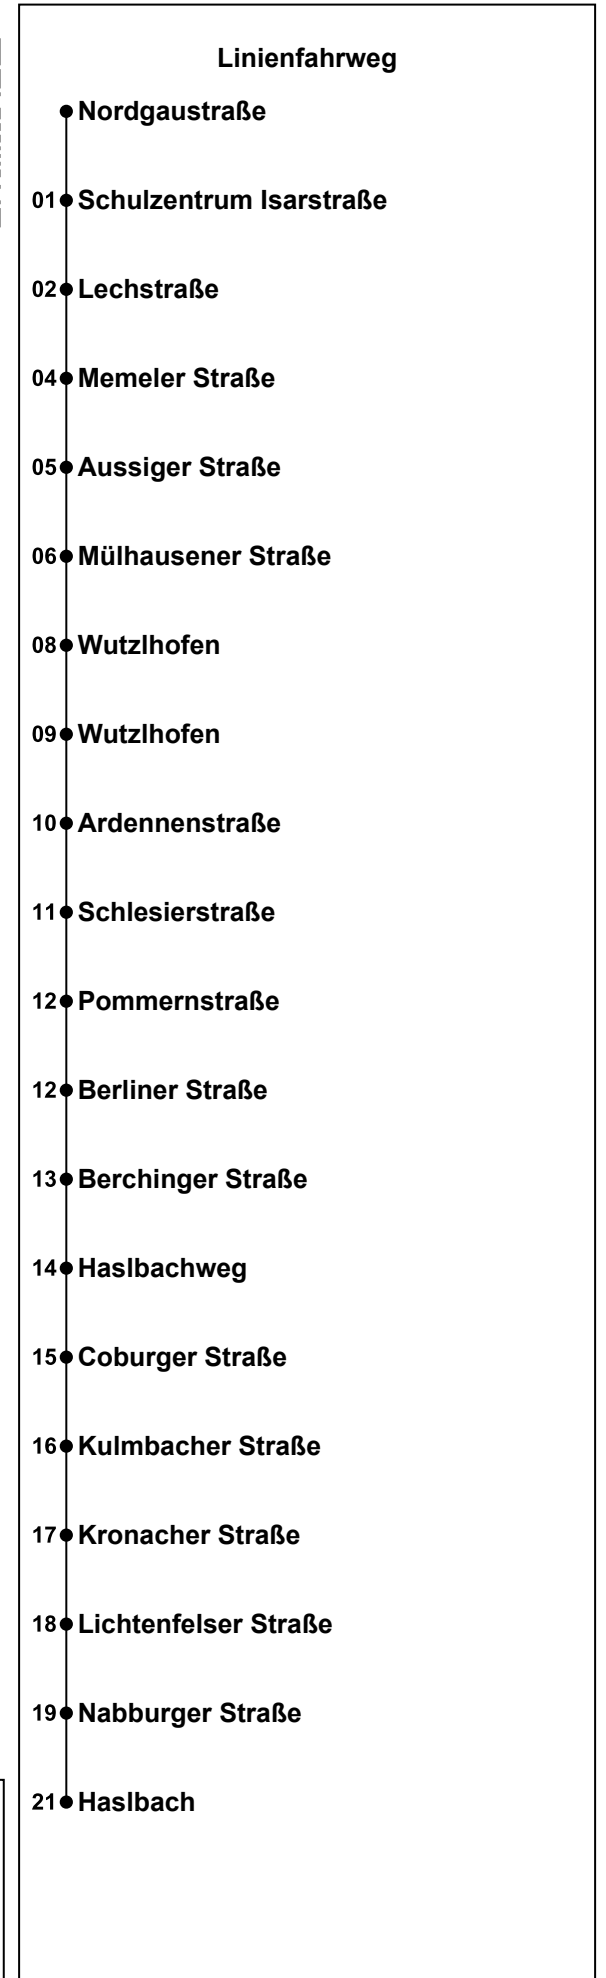 Linienfahrweg
Nordgaustraße
01 Schulzentrum Isarstraße
02 Lechstraße
04 Memeler Straße
05 Aussiger Straße
06 Mülhausener Straße
08 Wutzlhofen
09 Wutzlhofen
10 Ardennenstraße
11 Schlesierstraße
12 Pommernstraße
12 Berliner Straße
13 Berchinger Straße
14 Haslbachweg
15 Coburger Straße
16 Kulmbacher Straße
17 Kronacher Straße
18 Lichtenfelser Straße
19 Nabburger Straße
21 Haslbach